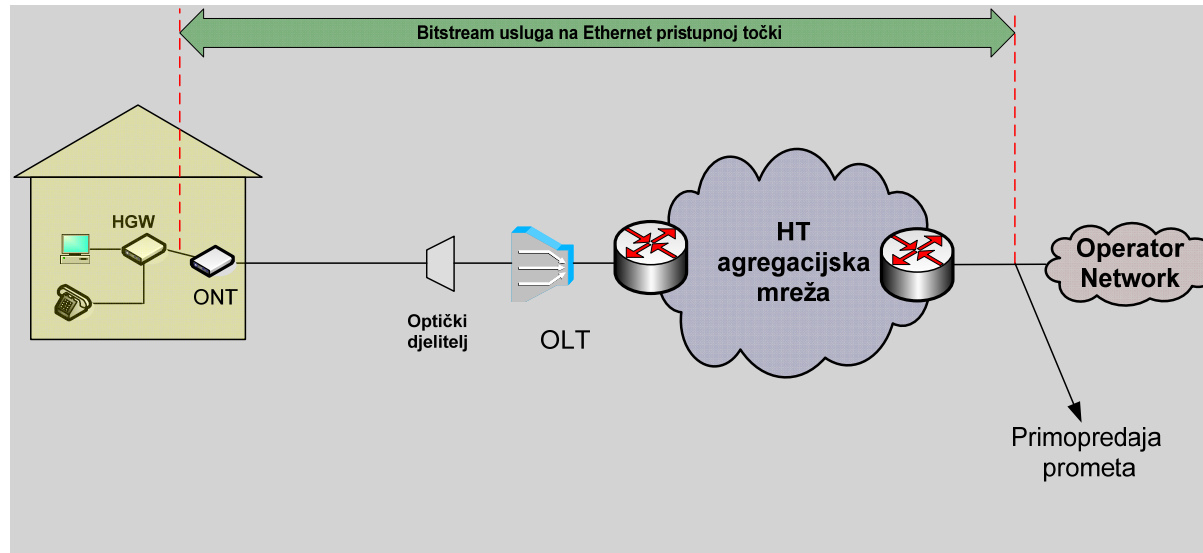 Bitstream usluga na Ethernet pristupnoj točki
HGW
ONT
Optički
djelitelj
OLT
HT
agregacijska
mreža
Operator
Network
Primopredaja
prometa